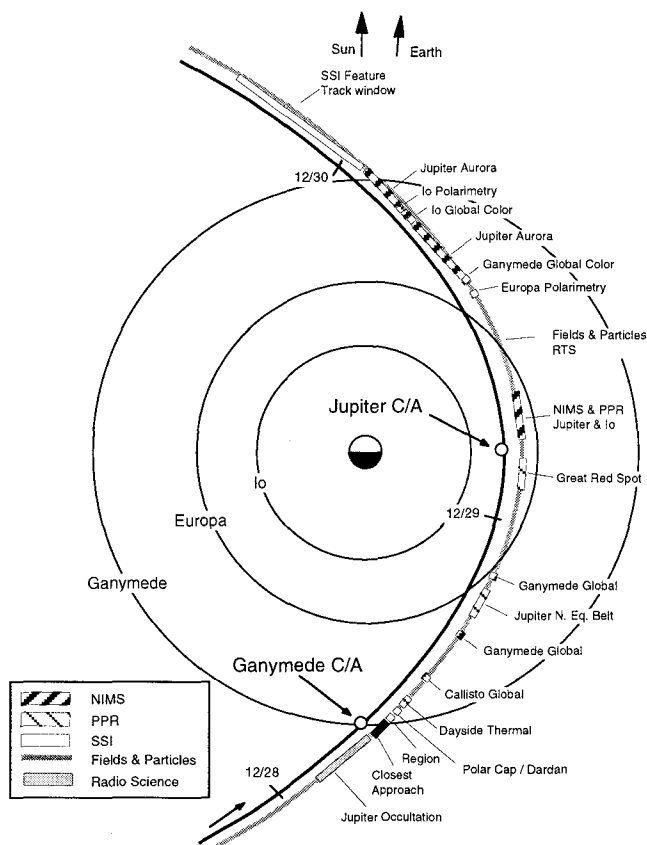 Sun
Earth
SSI Feature
Track window
12/30
Jupiter Aurora
Io Polarimetry
Io Global Color
Jupiter Aurora
Ganymede Global Color
Europa Polarimetry
Fields & Particles
RTS
Jupiter C/A
NIMS & PPR
Jupiter & Io
Great Red Spot
Io
12/29
Europa
Ganymede
Ganymede Global
Jupiter N. Eq. Belt
Ganymede Global
Ganymede C/A
Callisto Global
Dayside Thermal
Region
Polar Cap / Dardan
Closest
Approach
12/28
Jupiter Occultation
NIMS
PPR
SSI
Fields & Particles
Radio Science